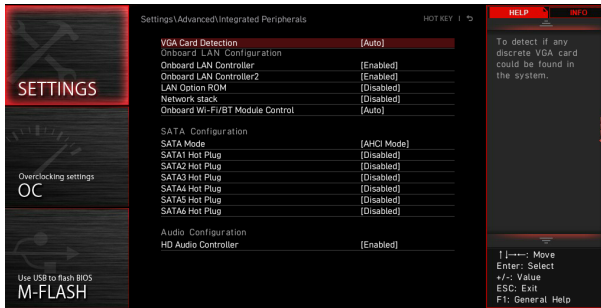 Settings\Advanced\Integrated Peripherals
HOT KEY |
HELP
INFO
VGA Card Detection [Auto]
Onboard LAN Configuration
Onboard LAN Controller [Enabled]
Onboard LAN Controller2 [Enabled]
LAN Option ROM [Disabled]
Network stack [Disabled]
Onboard Wi-Fi/BT Module Control [Auto]
SATA Configuration
SATA Mode [AHCI Mode]
SATA1 Hot Plug [Disabled]
SATA2 Hot Plug [Disabled]
SATA3 Hot Plug [Disabled]
SATA4 Hot Plug [Disabled]
SATA5 Hot Plug [Disabled]
SATA6 Hot Plug [Disabled]
Audio Configuration
HD Audio Controller [Enabled]
SETTINGS
Overclocking settings
OC
Use USB to flash BIOS
M-FLASH
To detect if any
discrete VGA card
could be found in
the system.
↑↓→←: Move
Enter: Select
+/-: Value
ESC: Exit
F1: General Help